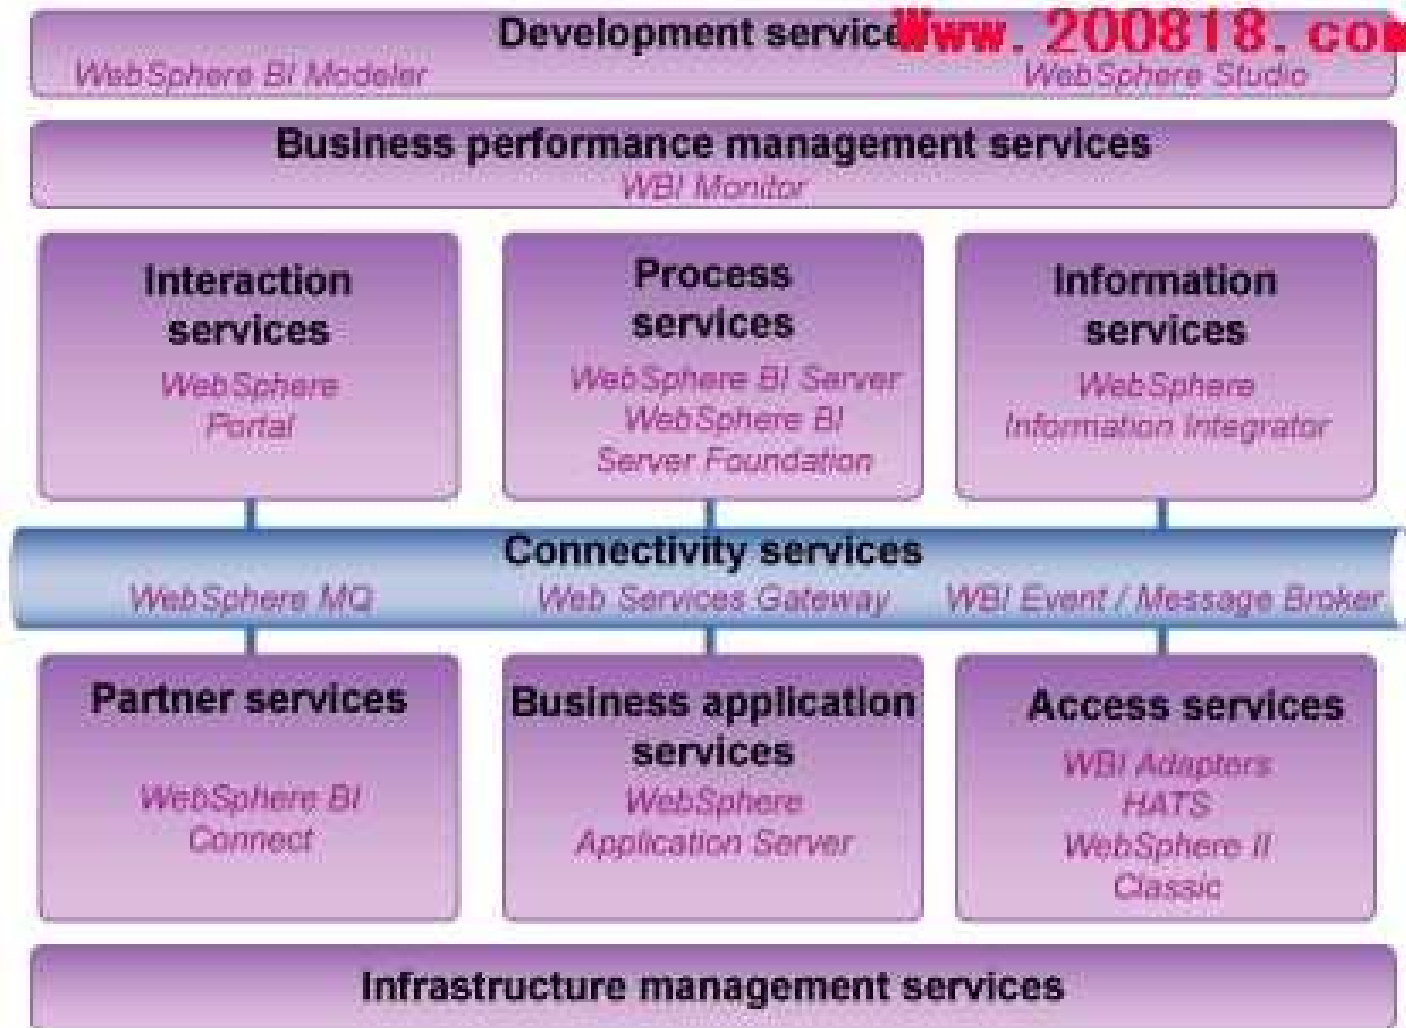 Development service
Www.200818.com
WebSphere BI Modeler
WebSphere Studio
Business performance management services
WBI Monitor
Interaction
services
WebSphere
Portal
Process
services
WebSphere BI Server
WebSphere BI
Server Foundation
Information
services
WebSphere
Information Integrator
Connectivity services
WebSphere MQ
Web Services Gateway
WBI Event / Message Broker
Partner services
WebSphere BI
Connect
Business application
services
WebSphere
Application Server
Access services
WBI Adapters
HATS
WebSphere II
Classic
Infrastructure management services